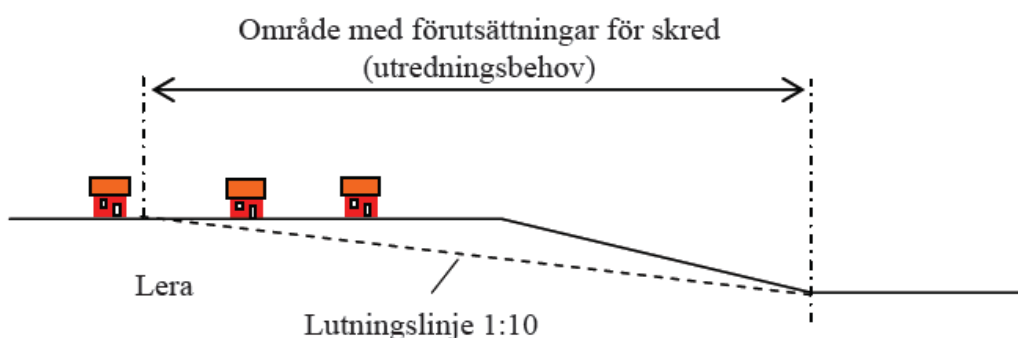 Område med förutsättningar för skred
(utredningsbehov)
Lera
Lutningslinje 1:10